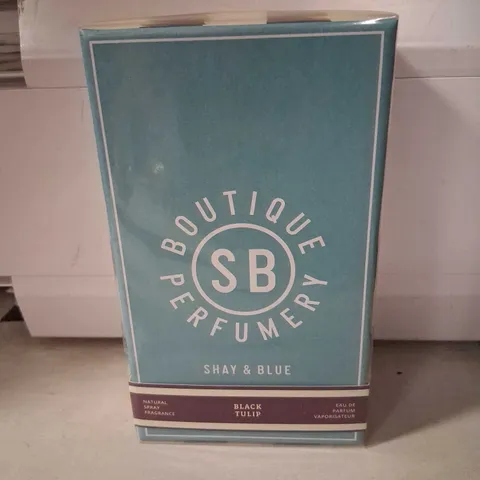 BOUTIQUE
SB
PERFUMERY
SHAY & BLUE
NATURAL
SPRAY
FRAGRANCE
BLACK
TULIP
EAU DE
PARFUM
VAPORISATEUR